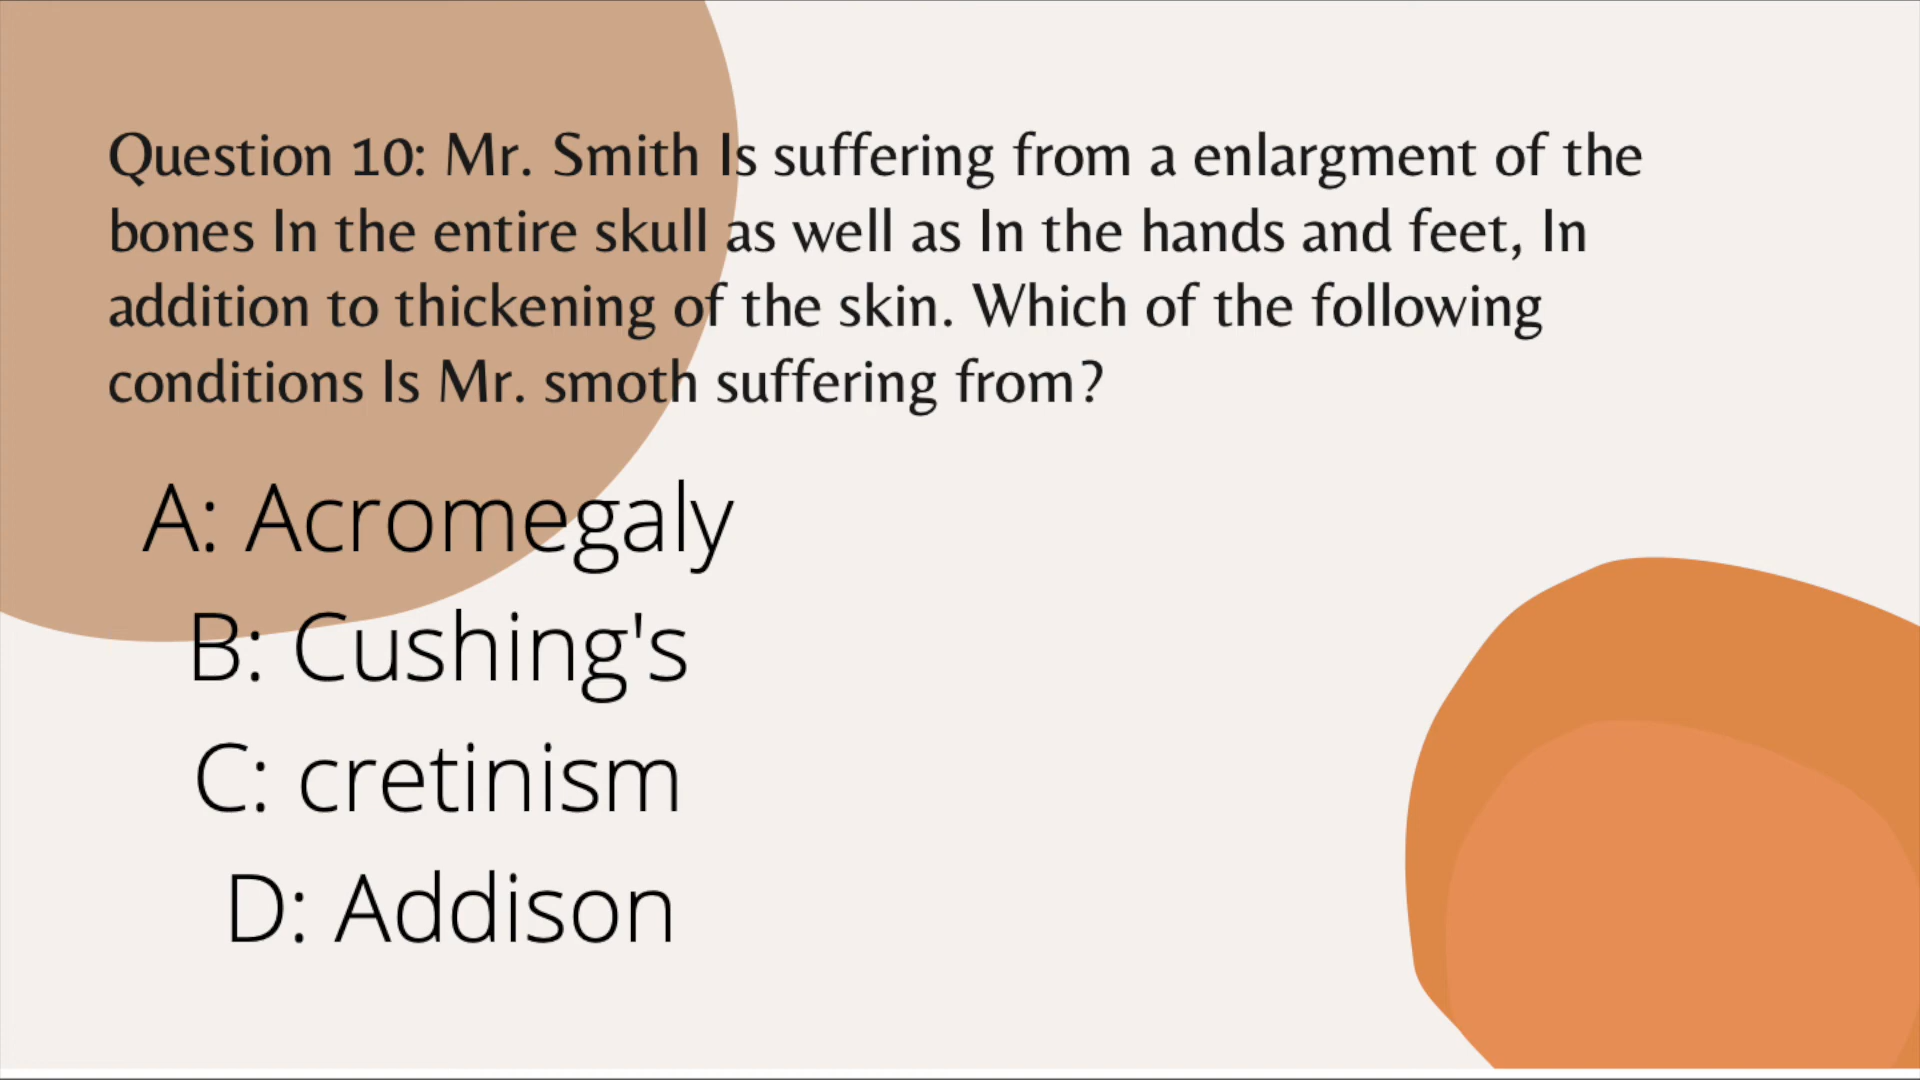 Question 10: Mr. Smith Is suffering from a enlargment of the
bones In the entire skull as well as In the hands and feet, In
addition to thickening of the skin. Which of the following
conditions Is Mr. smoth suffering from?
A: Acromegaly
B: Cushing's
C: cretinism
D: Addison